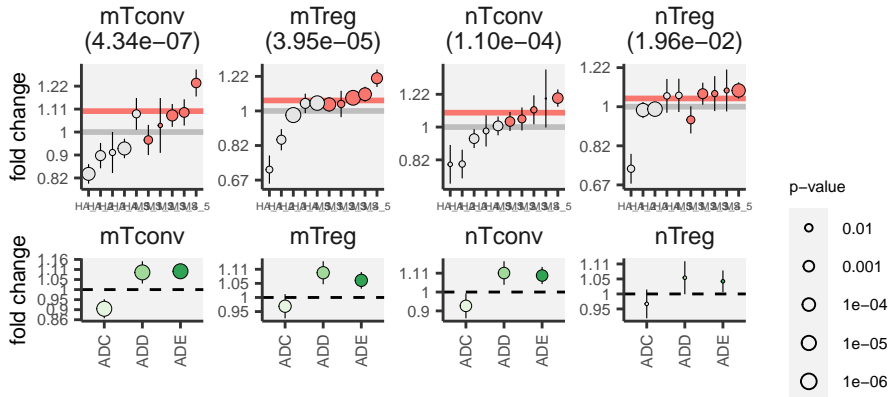 mTconv
(4.34e−07)
mTreg
(3.95e−05)
nTconv
(1.10e−04)
nTreg
(1.96e−02)
fold change
1.22
1.11
1
0.9
0.82
1.22
1
0.82
0.67
1.22
1
0.82
1.22
1
0.82
0.67
mTconv
mTreg
nTconv
nTreg
fold change
1.16
1.11
1.05
1
0.95
0.9
0.86
1.11
1.05
1
0.95
1.11
1
0.9
1.11
1.05
1
0.95
ADC
ADD
ADE
ADC
ADD
ADE
ADC
ADD
ADE
ADC
ADD
ADE
p−value
0.01
0.001
1e−04
1e−05
1e−06